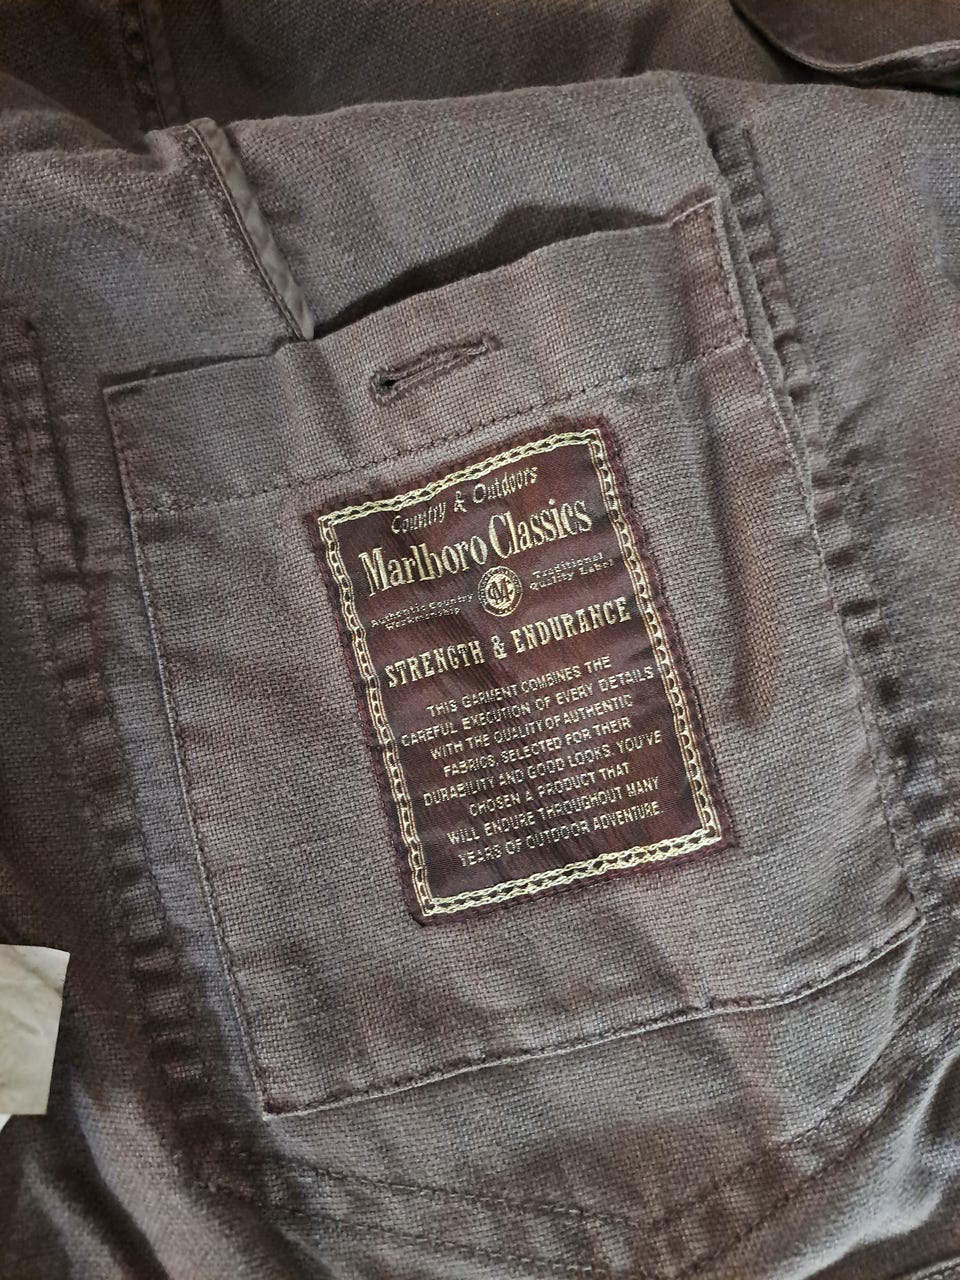 Country & Outdoors
Marlboro Classics
Authentic Country Workmanship
M
Traditional Quality Label
STRENGTH & ENDURANCE
THIS GARMENT COMBINES THE
CAREFUL EXECUTION OF EVERY DETAILS
WITH THE QUALITY OF AUTHENTIC
FABRICS, SELECTED FOR THEIR
DURABILITY AND GOOD LOOKS. YOU'VE
CHOSEN A PRODUCT THAT
WILL ENDURE THROUGHOUT MANY
YEARS OF OUTDOOR ADVENTURE.